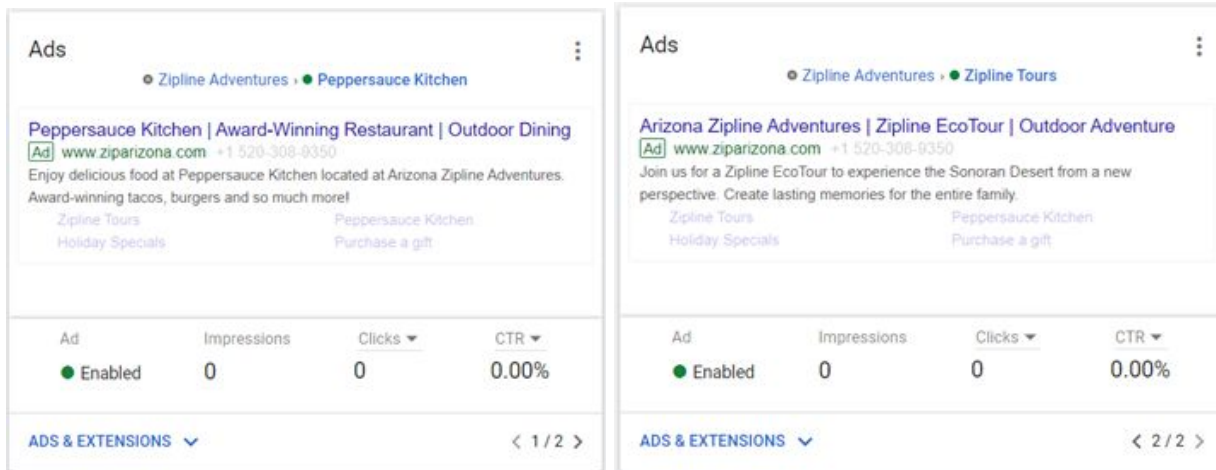 Ads
Zipline Adventures › Peppersauce Kitchen
Peppersauce Kitchen | Award-Winning Restaurant | Outdoor Dining
Ad www.ziparizona.com +1 520-308-9350
Enjoy delicious food at Peppersauce Kitchen located at Arizona Zipline Adventures.
Award-winning tacos, burgers and so much more!
Zipline Tours Peppersauce Kitchen
Holiday Specials Purchase a gift
Ad Impressions Clicks CTR
Enabled 0 0 0.00%
ADS & EXTENSIONS < 1 / 2 >
Ads
Zipline Adventures › Zipline Tours
Arizona Zipline Adventures | Zipline EcoTour | Outdoor Adventure
Ad www.ziparizona.com +1 520-308-9350
Join us for a Zipline EcoTour to experience the Sonoran Desert from a new
perspective. Create lasting memories for the entire family.
Zipline Tours Peppersauce Kitchen
Holiday Specials Purchase a gift
Ad Impressions Clicks CTR
Enabled 0 0 0.00%
ADS & EXTENSIONS < 2 / 2 >